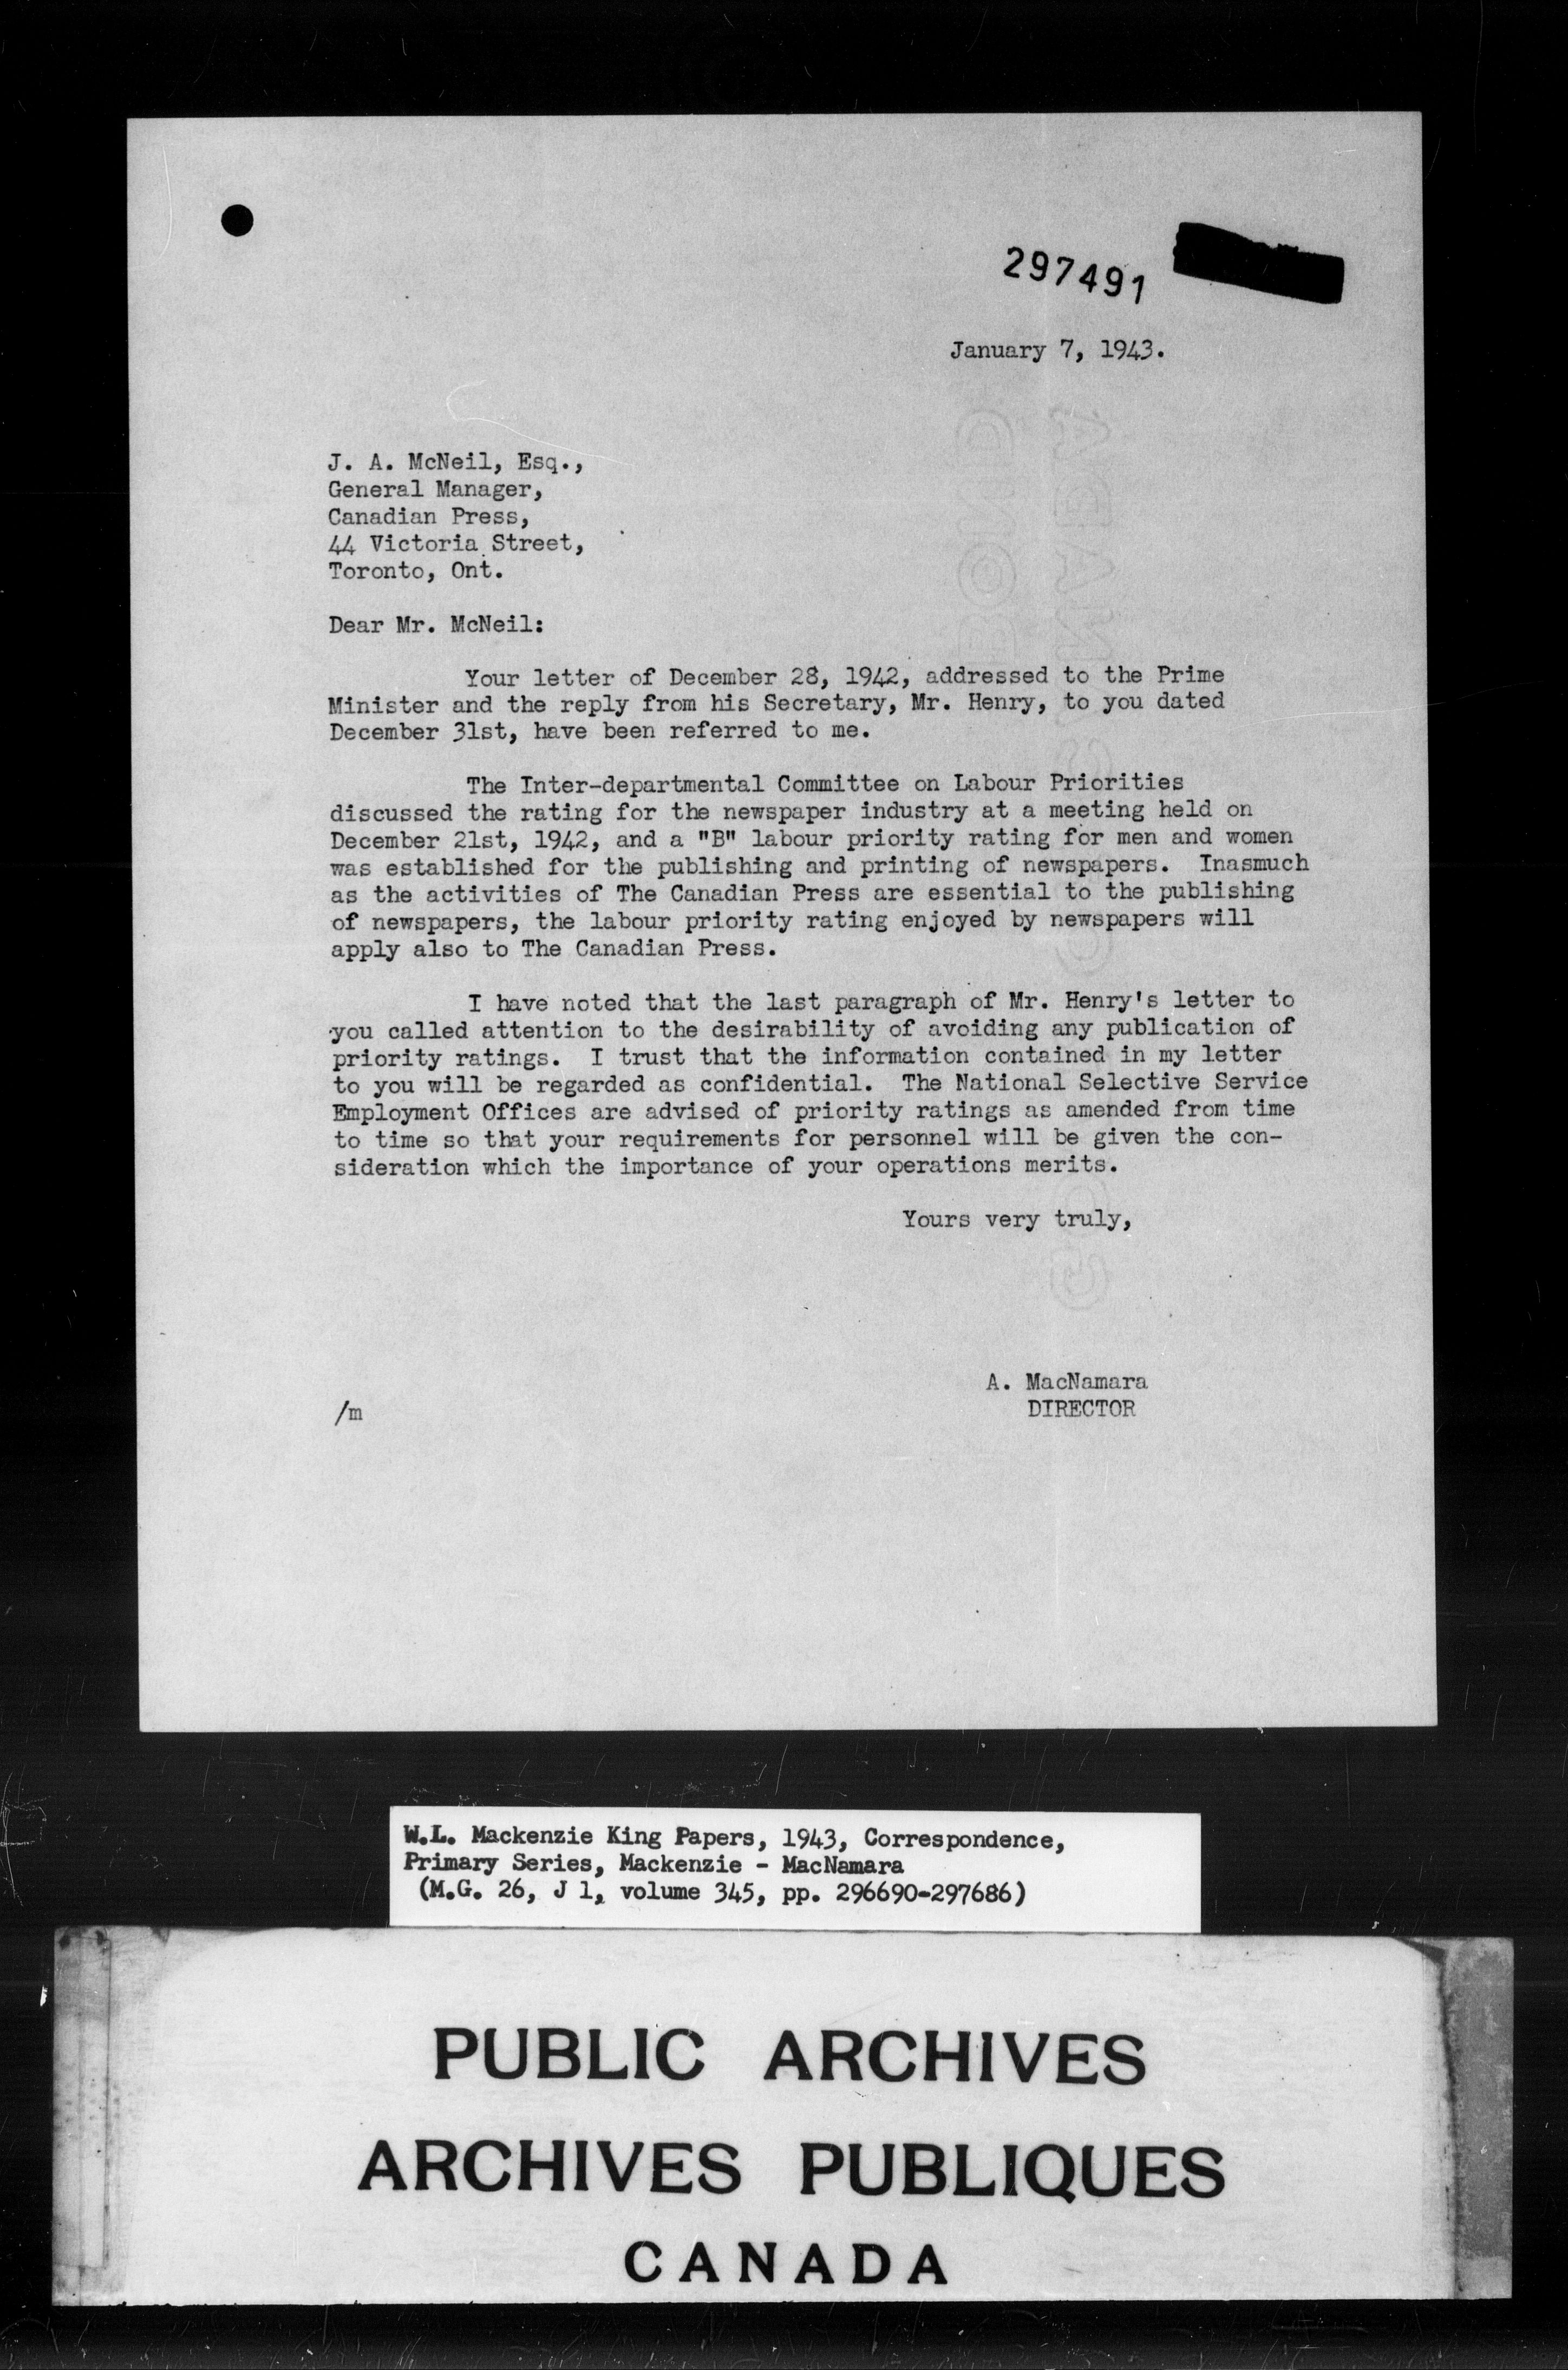 297491
January 7, 1943.
J. A. McNeil, Esq.,
General Manager,
Canadian Press,
44 Victoria Street,
Toronto, Ont.
Dear Mr. McNeil:
Your letter of December 28, 1942, addressed to the Prime
Minister and the reply from his Secretary, Mr. Henry, to you dated
December 31st, have been referred to me.
The Inter-departmental Committee on Labour Priorities
discussed the rating for the newspaper industry at a meeting held on
December 21st, 1942, and a "B" labour priority rating for men and women
was established for the publishing and printing of newspapers. Inasmuch
as the activities of The Canadian Press are essential to the publishing
of newspapers, the labour priority rating enjoyed by newspapers will
apply also to The Canadian Press.
I have noted that the last paragraph of Mr. Henry's letter to
you called attention to the desirability of avoiding any publication of
priority ratings. I trust that the information contained in my letter
to you will be regarded as confidential. The National Selective Service
Employment Offices are advised of priority ratings as amended from time
to time so that your requirements for personnel will be given the con-
sideration which the importance of your operations merits.
Yours very truly,
A. MacNamara
DIRECTOR
/m
W.L. Mackenzie King Papers, 1943, Correspondence,
Primary Series, Mackenzie - MacNamara
(M.G. 26, J 1, volume 345, pp. 296690-297686)
PUBLIC ARCHIVES
ARCHIVES PUBLIQUES
CANADA